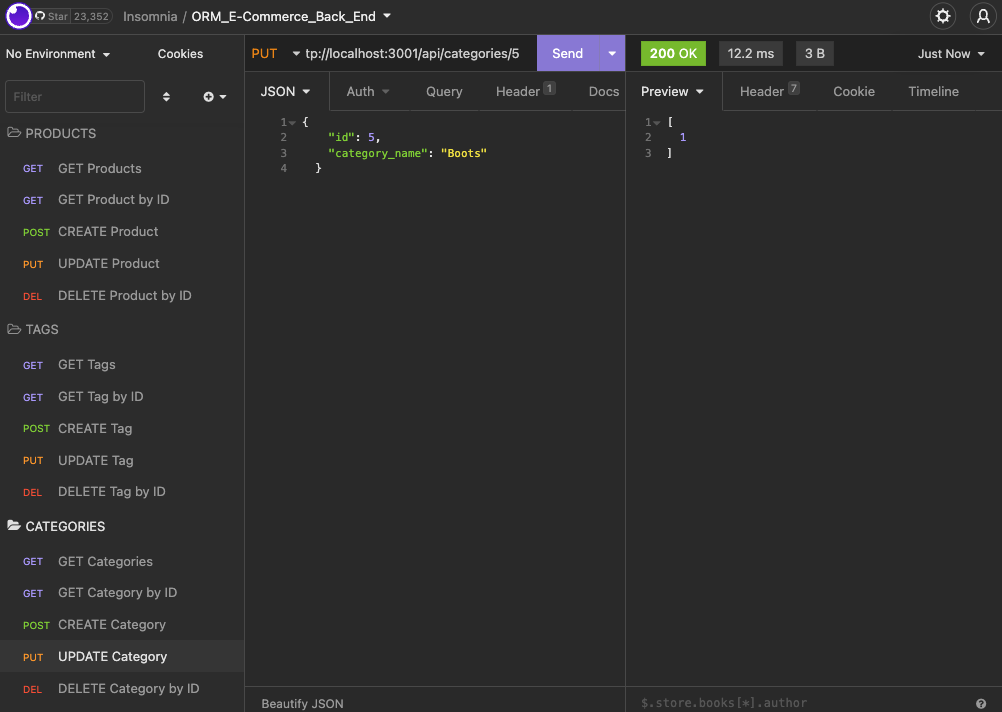 Star 23,352 Insomnia / ORM_E-Commerce_Back_End
No Environment Cookies
Filter
PRODUCTS
GET GET Products
GET GET Product by ID
POST CREATE Product
PUT UPDATE Product
DEL DELETE Product by ID
TAGS
GET GET Tags
GET GET Tag by ID
POST CREATE Tag
PUT UPDATE Tag
DEL DELETE Tag by ID
CATEGORIES
GET GET Categories
GET GET Category by ID
POST CREATE Category
PUT UPDATE Category
DEL DELETE Category by ID
PUT tp://localhost:3001/api/categories/5 Send
JSON Auth Query Header 1 Docs
1 {
2 "id": 5,
3 "category_name": "Boots"
4 }
Beautify JSON
200 OK 12.2 ms 3 B Just Now
Preview Header 7 Cookie Timeline
1 [
2 1
3 ]
$.store.books[*].author ?